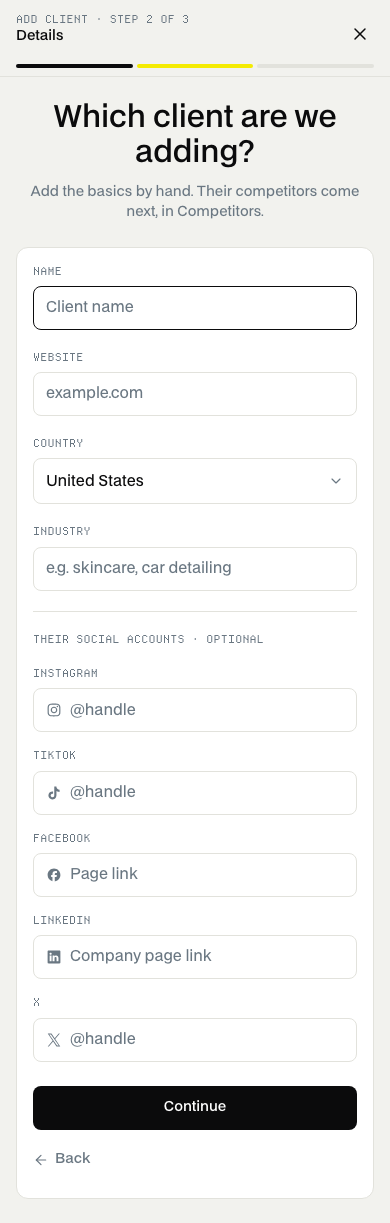 ADD CLIENT · STEP 2 OF 3
Details
Which client are we
adding?
Add the basics by hand. Their competitors come
next, in Competitors.
NAME
Client name
WEBSITE
example.com
COUNTRY
United States
INDUSTRY
e.g. skincare, car detailing
THEIR SOCIAL ACCOUNTS · OPTIONAL
INSTAGRAM
@handle
TIKTOK
@handle
FACEBOOK
Page link
LINKEDIN
Company page link
X
@handle
Continue
Back